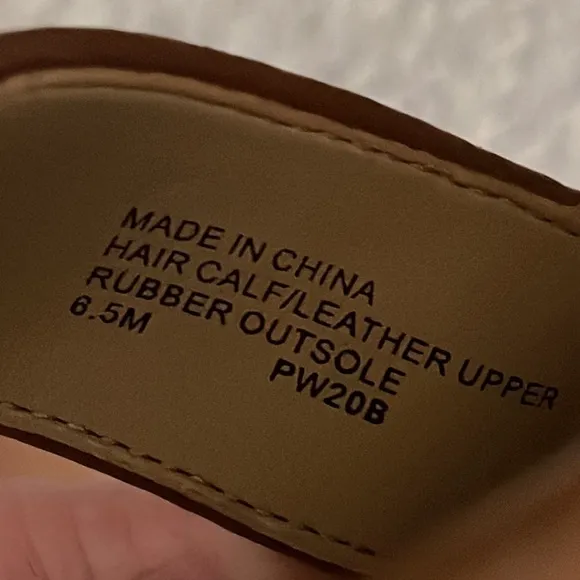 MADE IN CHINA
HAIR CALF/LEATHER UPPER
RUBBER OUTSOLE
6.5M PW20B